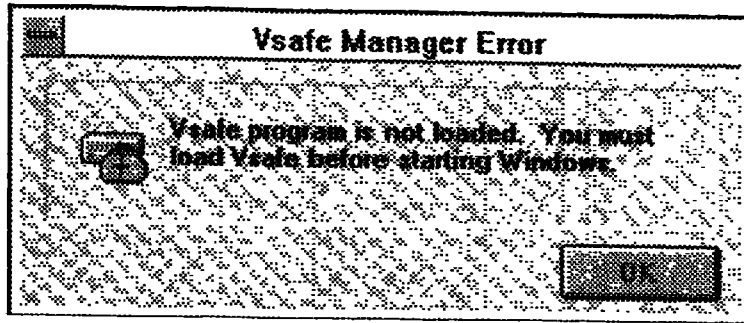 Vsafe Manager Error
Vsafe program is not loaded. You must
load Vsafe before starting Windows.
OK